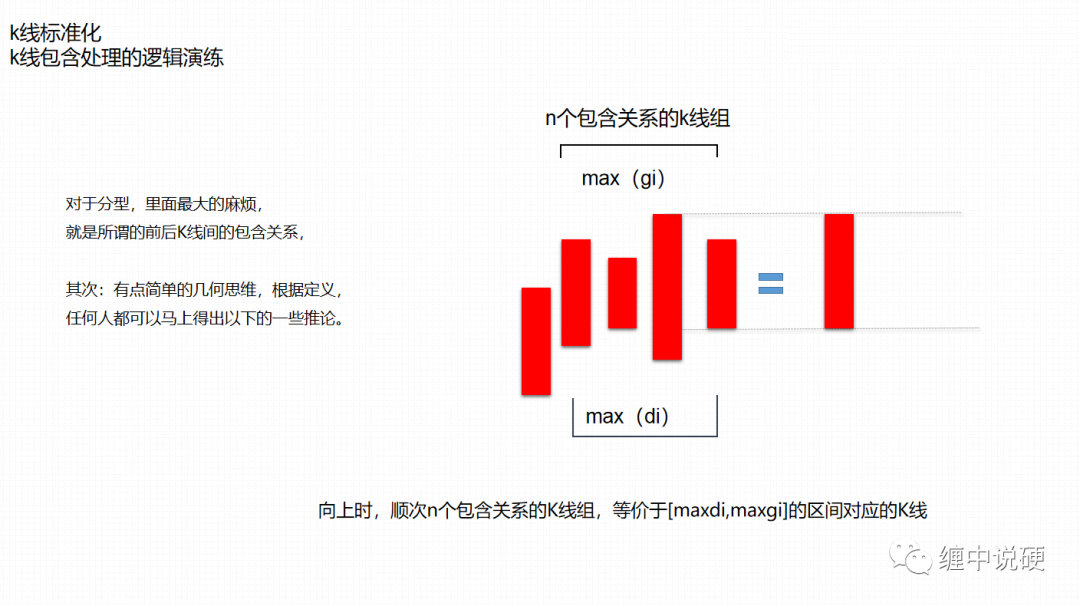 k线标准化
k线包含处理的逻辑演练
n个包含关系的k线组
max（gi）
对于分型，里面最大的麻烦，
就是所谓的前后K线间的包含关系，
其次：有点简单的几何思维，根据定义，
任何人都可以马上得出以下的一些推论。
max（di）
向上时，顺次n个包含关系的K线组，等价于[maxdi,maxgi]的区间对应的K线
缠中说硬